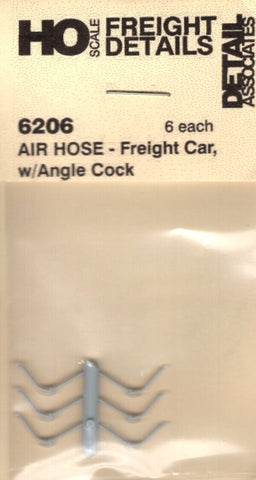 HO SCALE FREIGHT DETAILS
DETAIL ASSOCIATES
6206 6 each
AIR HOSE - Freight Car,
w/Angle Cock